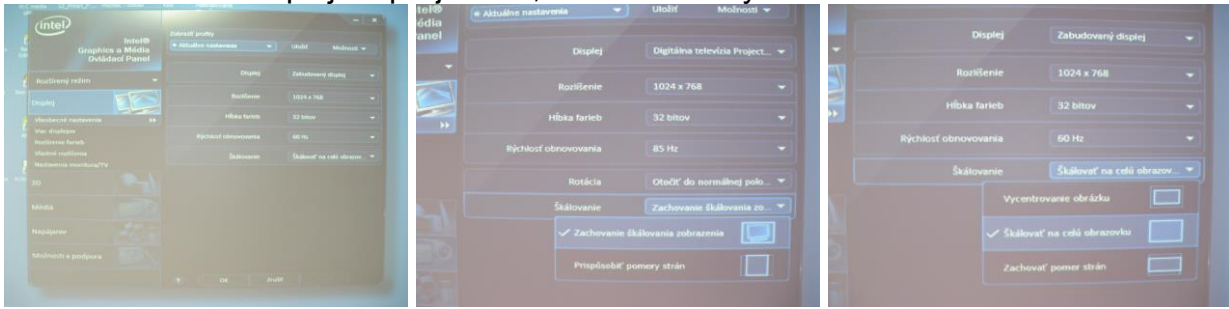 intel
Intel®
Graphics a Média
Ovládací Panel
Rozšírený režim
Displej
Všeobecné nastavenia
Viac displejov
Rozšírenie farieb
Vlastné rozlíšenia
Nastavenia monitora/TV
3D
Médiá
Napájanie
Možnosti a podpora
Zobraziť profily
Aktuálne nastavenia Uložiť Možnosti
Displej Zabudovaný displej
Rozlíšenie 1024 x 768
Hĺbka farieb 32 bitov
Rýchlosť obnovovania 60 Hz
Škálovanie Škálovať na celú obrazov...
? OK Zrušiť
Aktuálne nastavenia Uložiť Možnosti
Displej Digitálna televízia Project...
Rozlíšenie 1024 x 768
Hĺbka farieb 32 bitov
Rýchlosť obnovovania 85 Hz
Rotácia Otočiť do normálnej polo...
Škálovanie Zachovanie škálovania zo...
Zachovanie škálovania zobrazenia
Prispôsobiť pomery strán
Displej Zabudovaný displej
Rozlíšenie 1024 x 768
Hĺbka farieb 32 bitov
Rýchlosť obnovovania 60 Hz
Škálovanie Škálovať na celú obrazov...
Vycentrovanie obrázku
Škálovať na celú obrazovku
Zachovať pomer strán